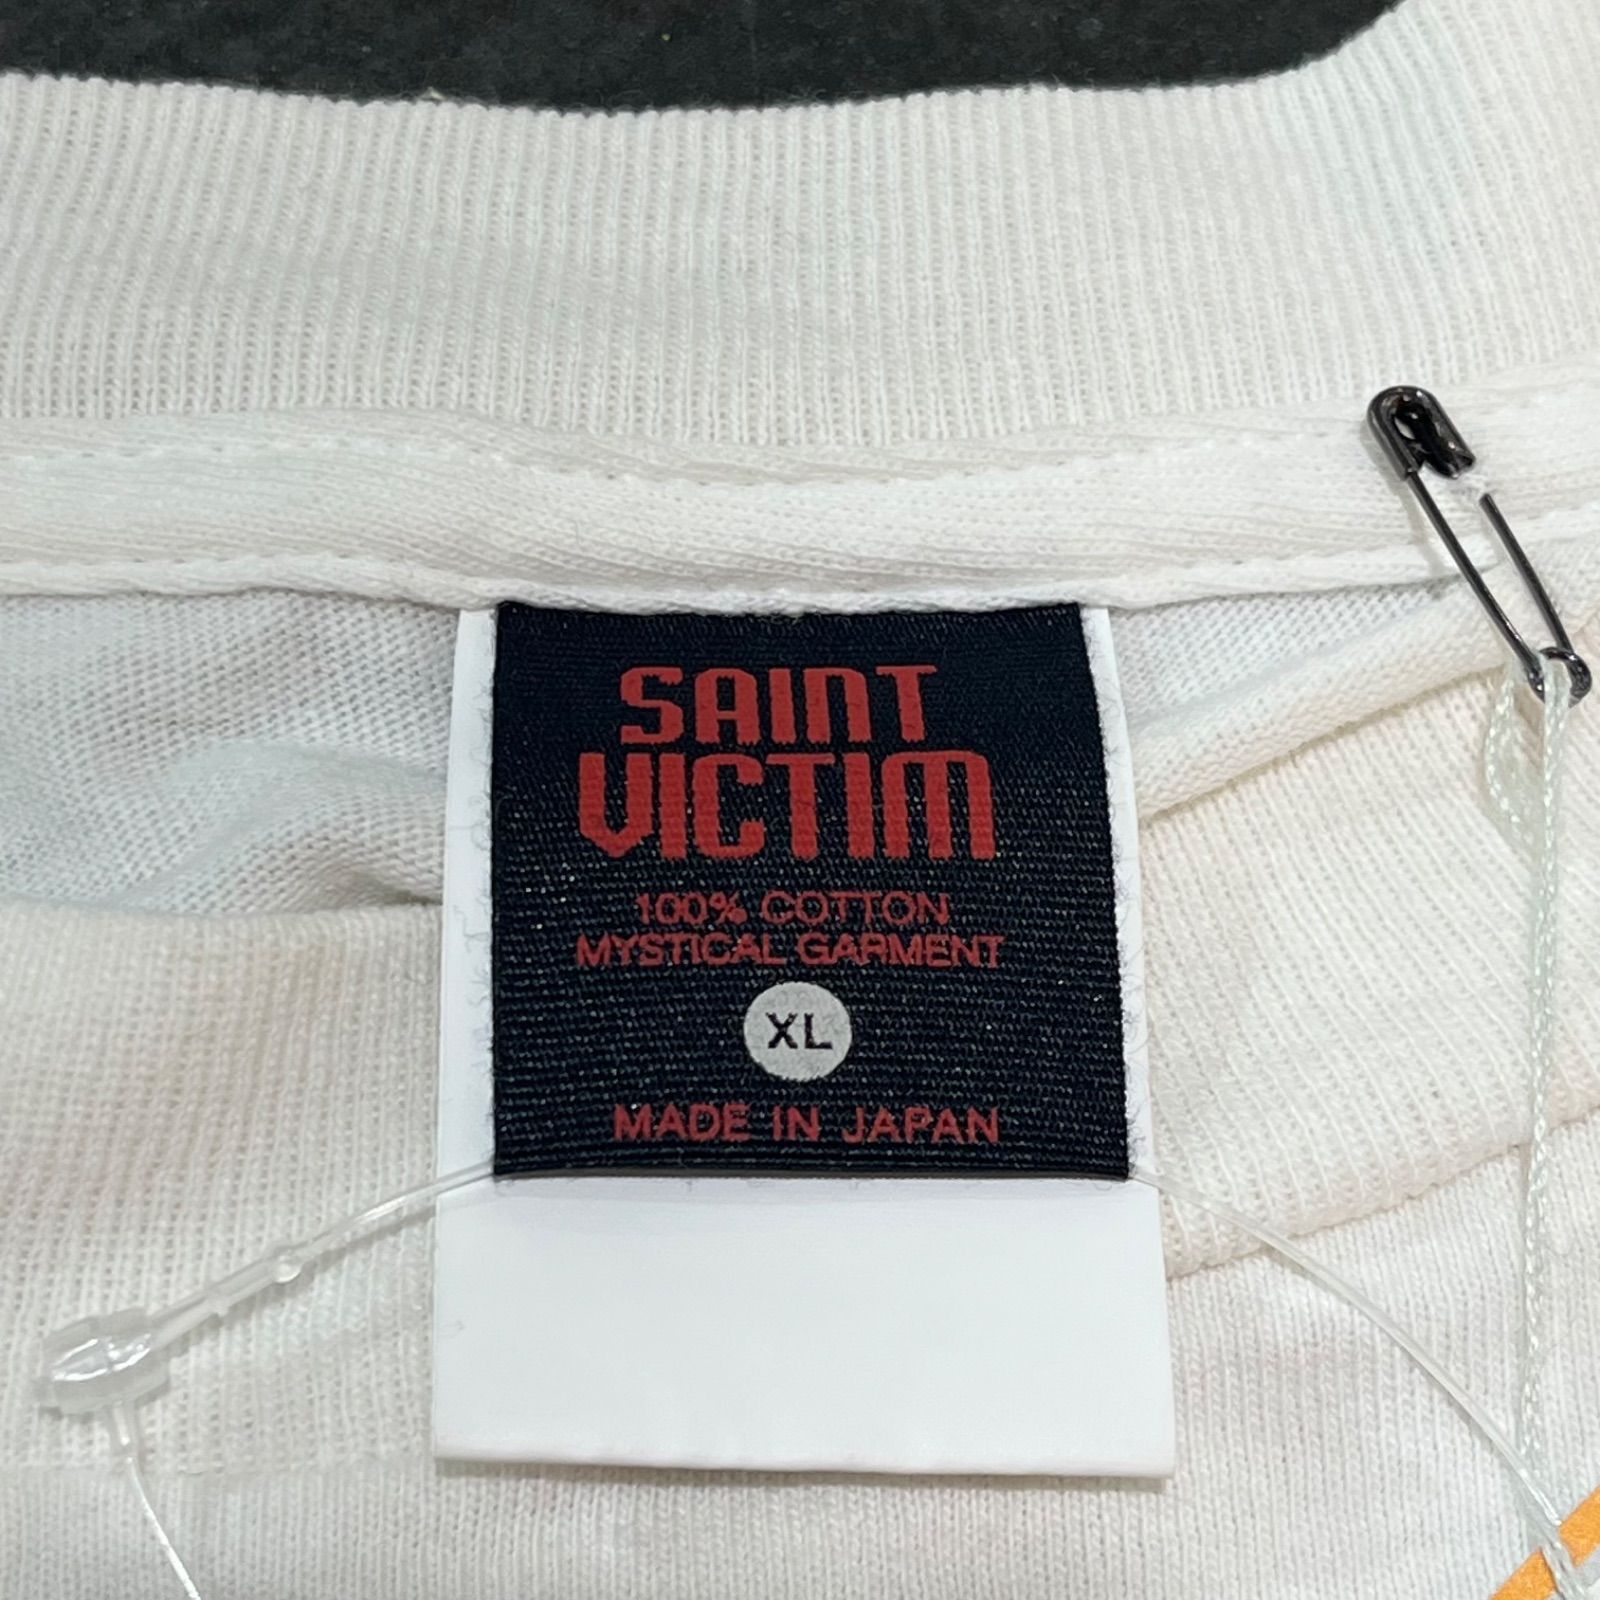 SAINT
VICTIM
100% COTTON
MYSTICAL GARMENT
XL
MADE IN JAPAN